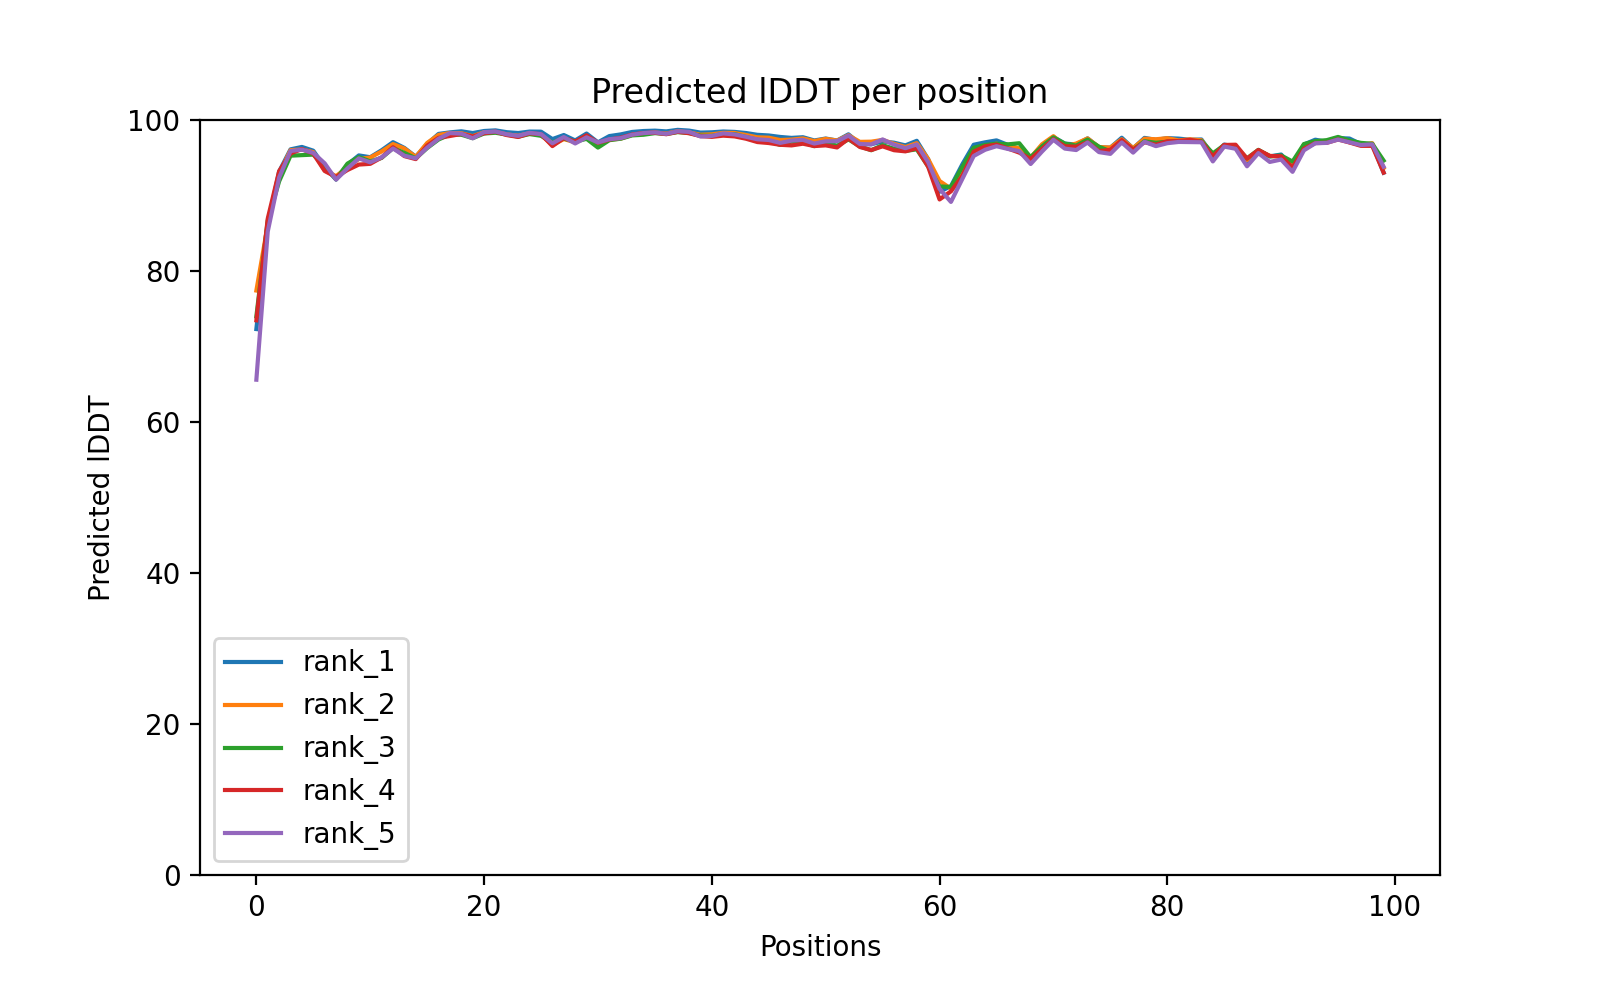 Predicted lDDT per position
100
80
60
40
20
0
Predicted lDDT
rank_1
rank_2
rank_3
rank_4
rank_5
0 20 40 60 80 100
Positions